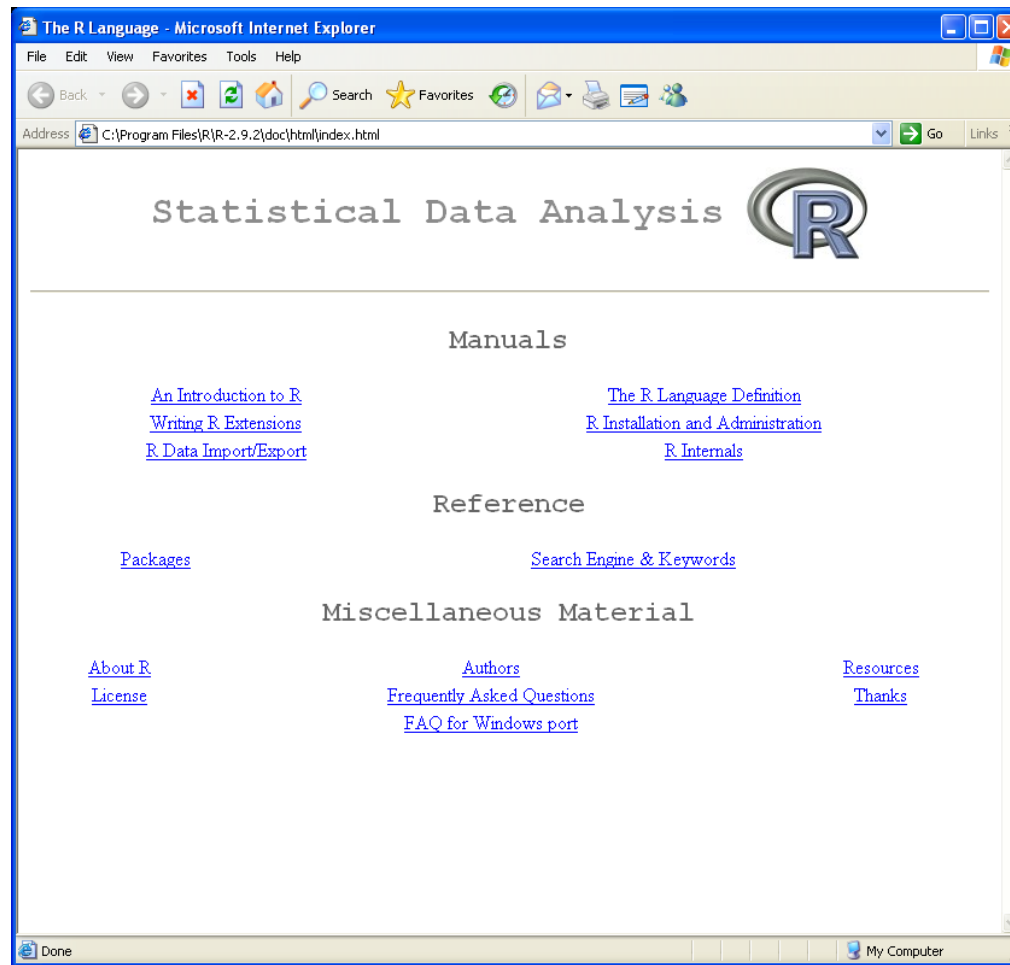 The R Language - Microsoft Internet Explorer
File Edit View Favorites Tools Help
Back Search Favorites
Address C:\Program Files\R\R-2.9.2\doc\html\index.html Go Links
Statistical Data Analysis R
Manuals
An Introduction to R The R Language Definition
Writing R Extensions R Installation and Administration
R Data Import/Export R Internals
Reference
Packages Search Engine & Keywords
Miscellaneous Material
About R Authors Resources
License Frequently Asked Questions Thanks
FAQ for Windows port
Done My Computer